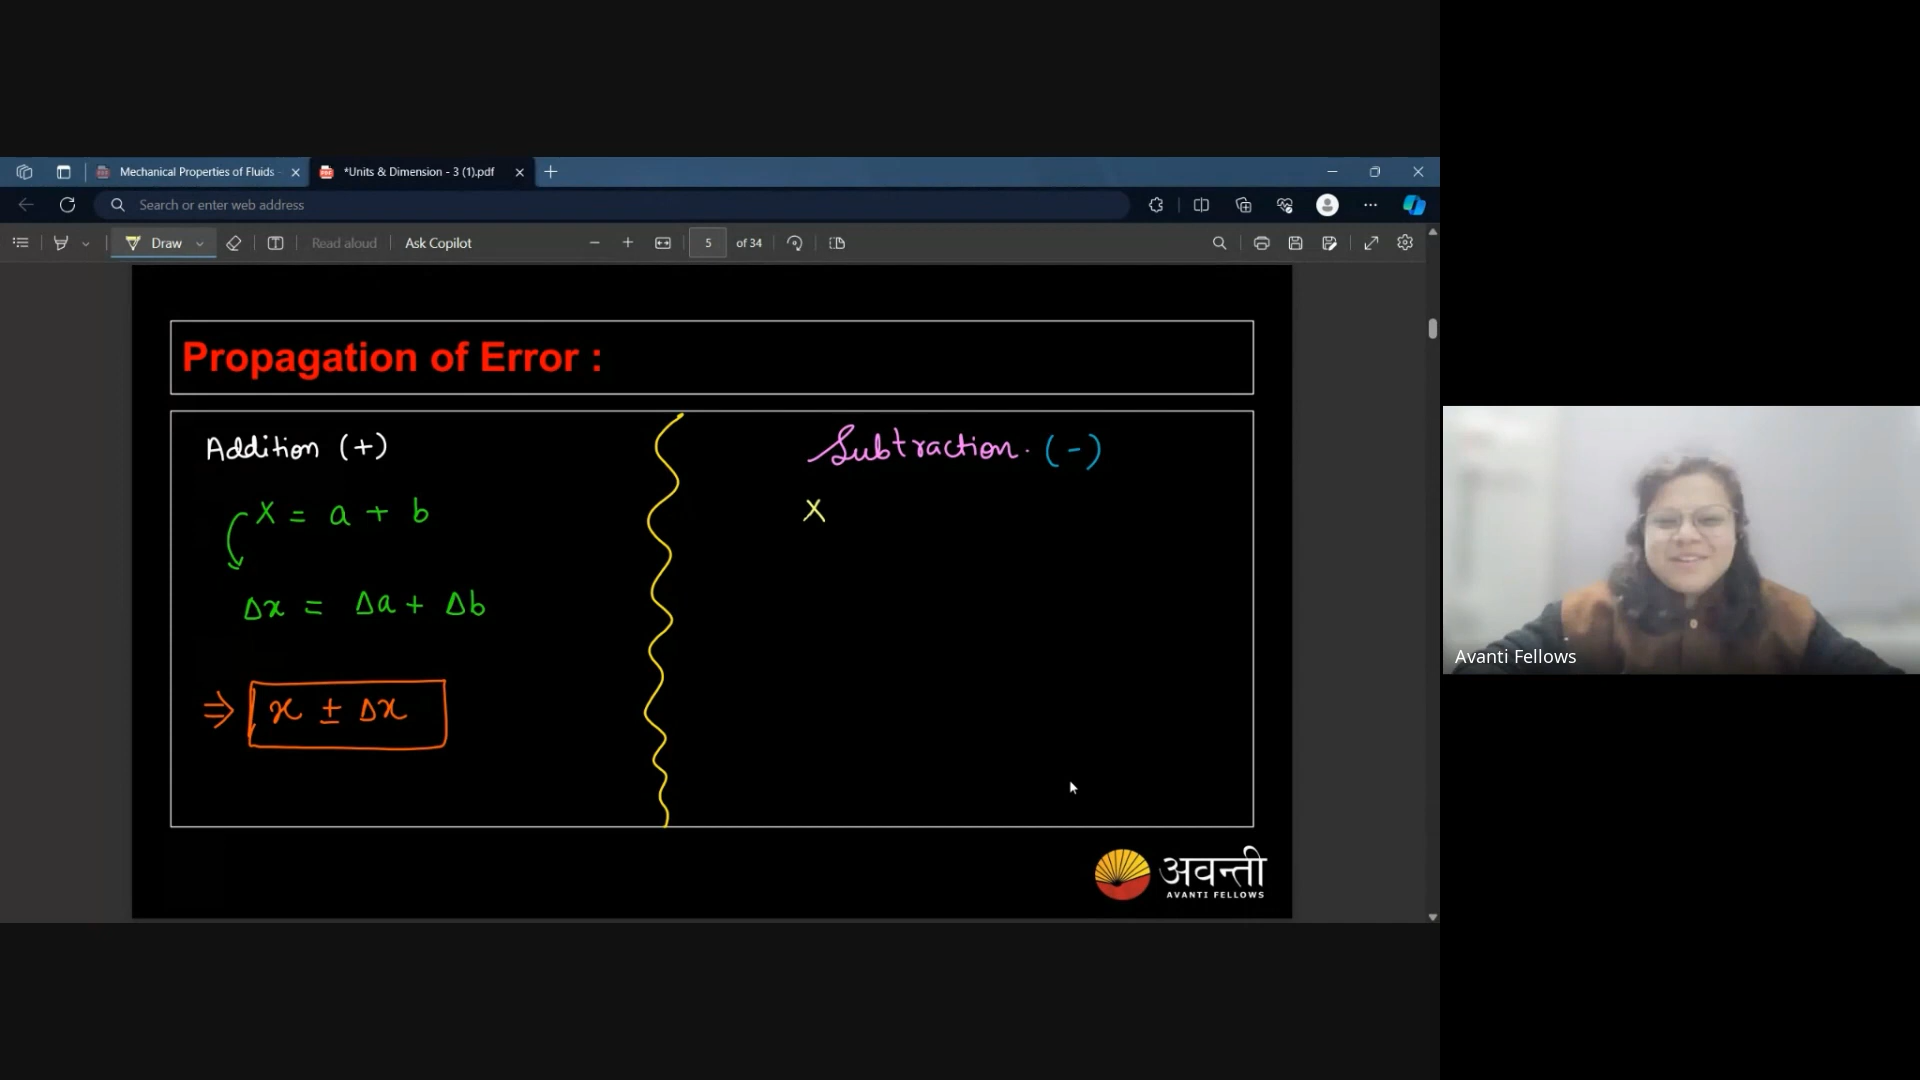 Mechanical Properties of Fluids
*Units & Dimension - 3 (1).pdf
Search or enter web address
Draw
Read aloud
Ask Copilot
5 of 34
Propagation of Error :
Addition (+)
X = a + b
Δx = Δa + Δb
⇒ x ± Δx
Subtraction. (-)
X
अवन्ती
AVANTI FELLOWS
Avanti Fellows